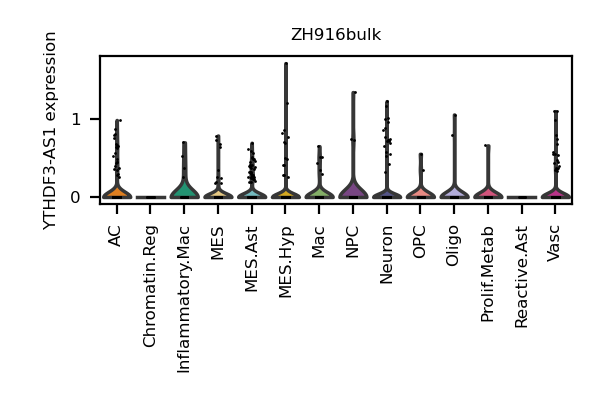 ZH916bulk
YTHDF3-AS1 expression
1
0
AC
Chromatin.Reg
Inflammatory.Mac
MES
MES.Ast
MES.Hyp
Mac
NPC
Neuron
OPC
Oligo
Prolif.Metab
Reactive.Ast
Vasc